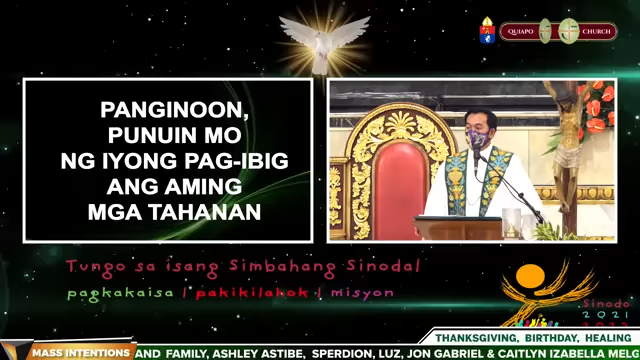 QUIAPO CHURCH
PANGINOON,
PUNUIN MO
NG IYONG PAG-IBIG
ANG AMING
MGA TAHANAN
Tungo sa isang Simbahang Sinodal
pagkakaisa | pakikilahok | misyon
Sinodo
2021
2023
THANKSGIVING, BIRTHDAY, HEALING
MASS INTENTIONS
AND FAMILY, ASHLEY ASTIBE, SPERDION, LUZ, JON GABRIEL & CAITLYN IZABELLA MELG